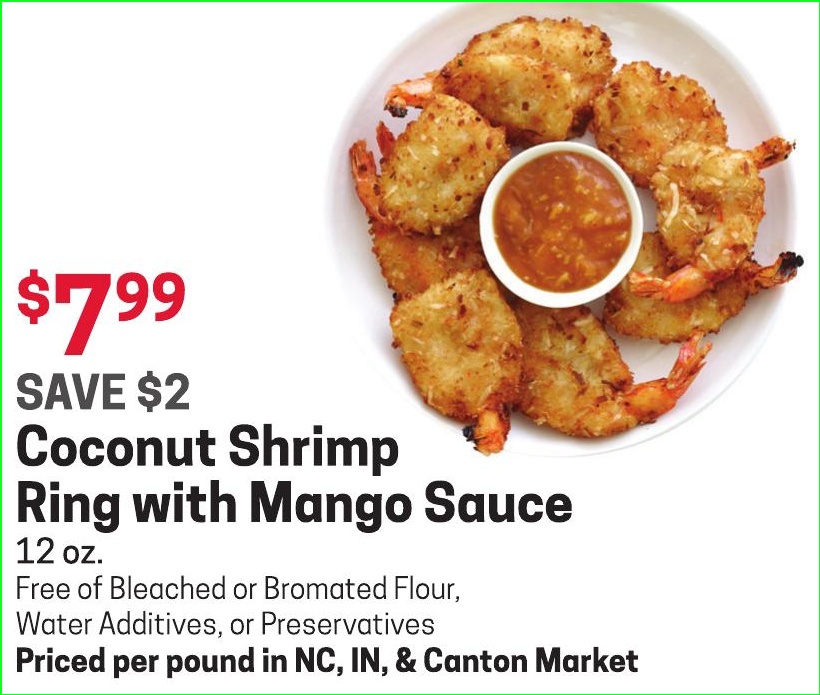 $7.99
SAVE $2
Coconut Shrimp
Ring with Mango Sauce
12 oz.
Free of Bleached or Bromated Flour,
Water Additives, or Preservatives
Priced per pound in NC, IN, & Canton Market